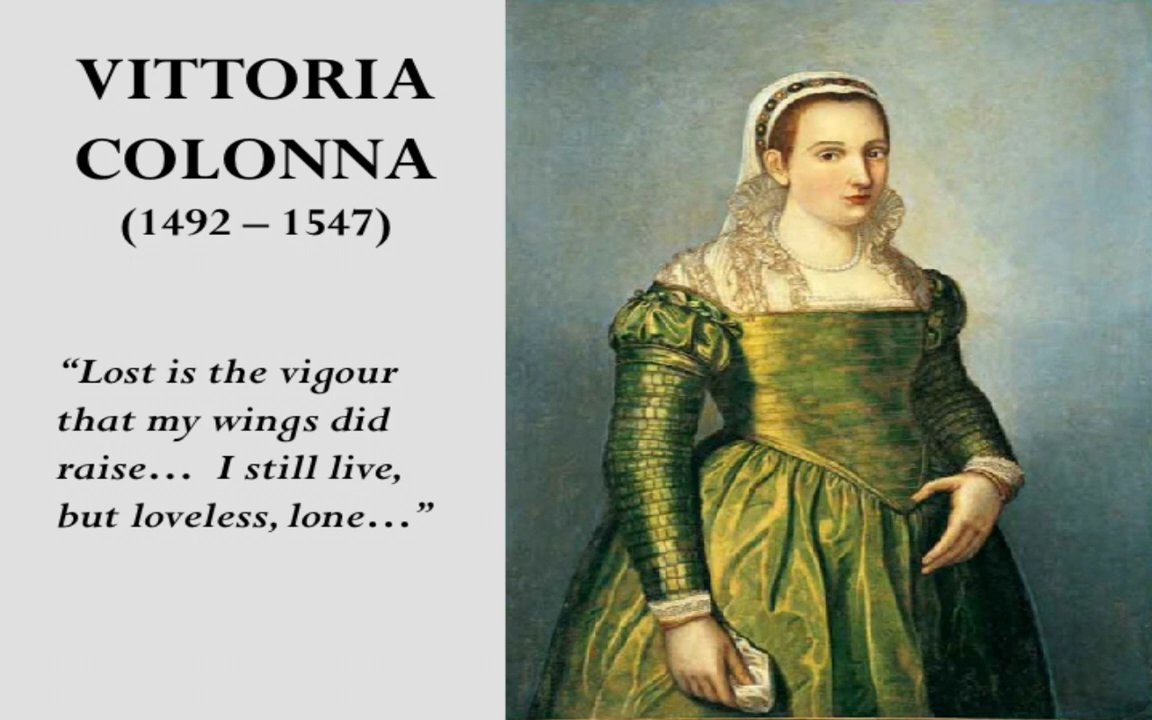 VITTORIA
COLONNA
(1492 – 1547)
“Lost is the vigour
that my wings did
raise… I still live,
but loveless, lone…”